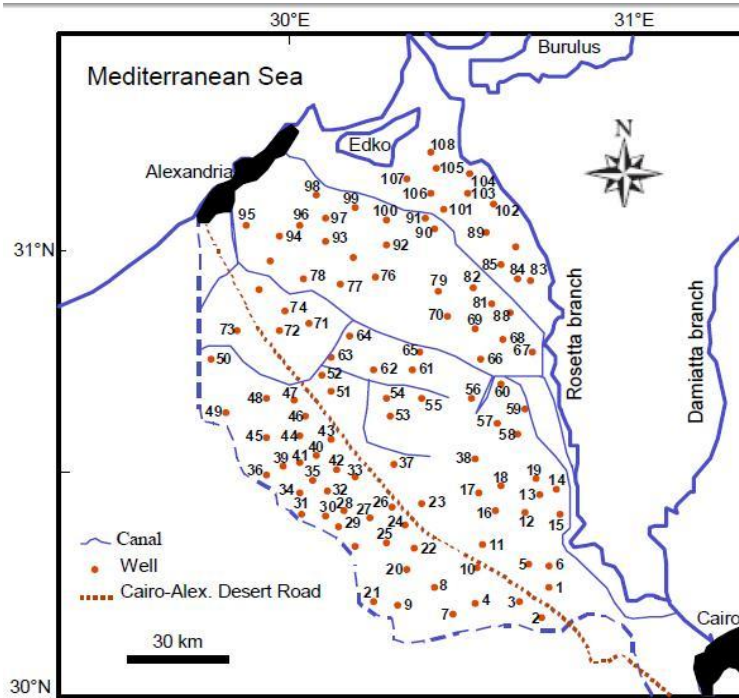 30°E 31°E
Burulus
Mediterranean Sea
N
Edko
108
Alexandria
107 105
104
98 106 103
99 102
95 96 97 100 91 101
94 93 90 89
31°N
92
85
78 76 82 84 83
77 79
81
74 70 88
73 72 71 69
64 68
65 67
50 63 66
62 61
52 60
48 47 51 54 56
55
49 46 53 59
57
45 44 43 58
40
39 41 42 37 38
36 35 33 19
18 14
34 32 17 13
31 28 26 23
30 27 16 12 15
29 24
25 22 11
20 10 5 6
8 1
21 9 4 3
7 2
Rosetta branch
Damiatta branch
Canal
Well
Cairo-Alex. Desert Road
30 km
Cairo
30°N